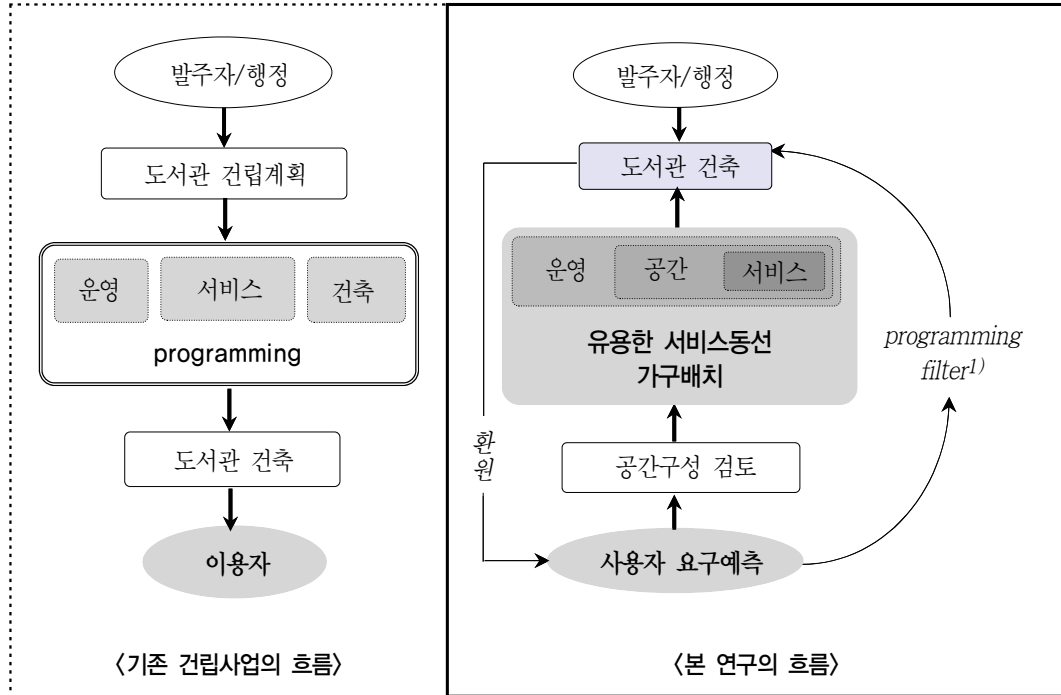 발주자/행정
도서관 건립계획
운영
서비스
건축
programming
도서관 건축
이용자
〈기존 건립사업의 흐름〉
발주자/행정
도서관 건축
운영
공간
서비스
유용한 서비스동선
가구배치
programming
filter1)
환원
공간구성 검토
사용자 요구예측
〈본 연구의 흐름〉